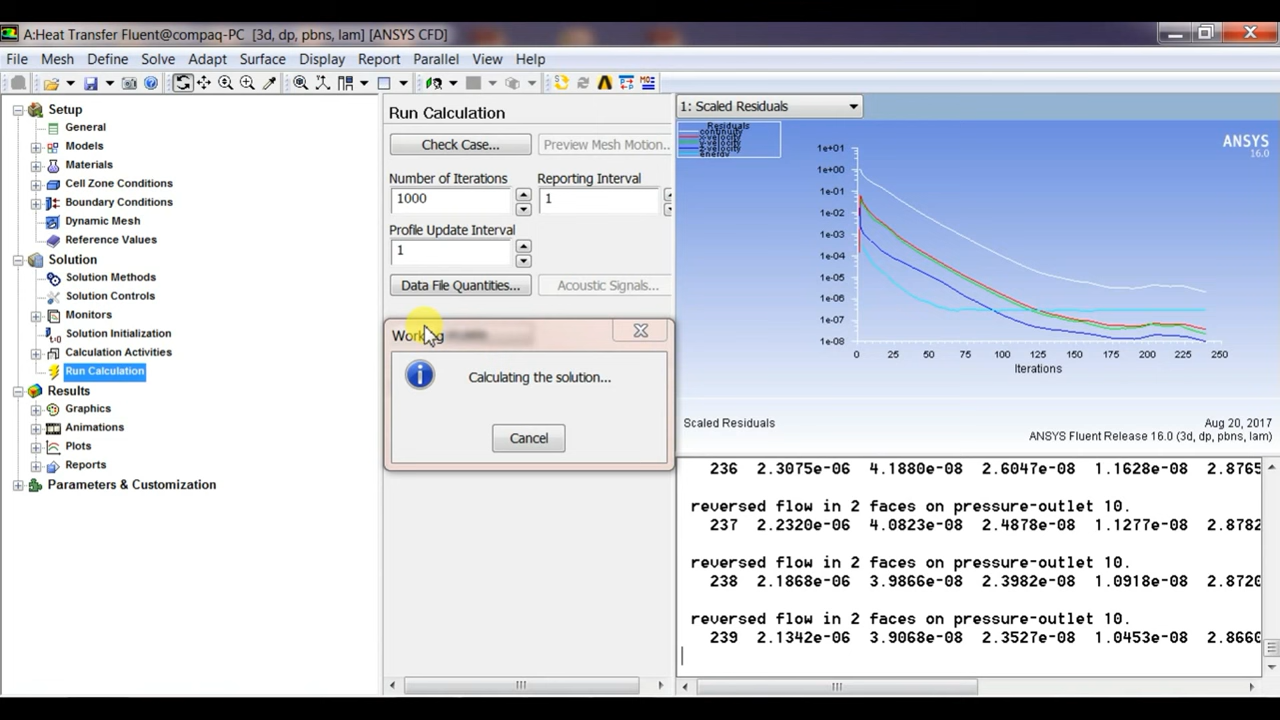 A:Heat Transfer Fluent@compaq-PC [3d, dp, pbns, lam] [ANSYS CFD]
File Mesh Define Solve Adapt Surface Display Report Parallel View Help
Setup
General
Models
Materials
Cell Zone Conditions
Boundary Conditions
Dynamic Mesh
Reference Values
Solution
Solution Methods
Solution Controls
Monitors
Solution Initialization
Calculation Activities
Run Calculation
Results
Graphics
Animations
Plots
Reports
Parameters & Customization
Run Calculation
Check Case... Preview Mesh Motion..
Number of Iterations Reporting Interval
1000 1
Profile Update Interval
1
Data File Quantities... Acoustic Signals...
Working
Calculating the solution...
Cancel
1: Scaled Residuals
Residuals
continuity
x-velocity
y-velocity
z-velocity
energy
ANSYS
16.0
1e+01
1e+00
1e-01
1e-02
1e-03
1e-04
1e-05
1e-06
1e-07
1e-08
0 25 50 75 100 125 150 175 200 225 250
Iterations
Scaled Residuals Aug 20, 2017
ANSYS Fluent Release 16.0 (3d, dp, pbns, lam)
236 2.3075e-06 4.1880e-08 2.6047e-08 1.1628e-08 2.8765
reversed flow in 2 faces on pressure-outlet 10.
237 2.2320e-06 4.0823e-08 2.4878e-08 1.1277e-08 2.8782
reversed flow in 2 faces on pressure-outlet 10.
238 2.1868e-06 3.9866e-08 2.3982e-08 1.0918e-08 2.8720
reversed flow in 2 faces on pressure-outlet 10.
239 2.1342e-06 3.9068e-08 2.3527e-08 1.0453e-08 2.8660